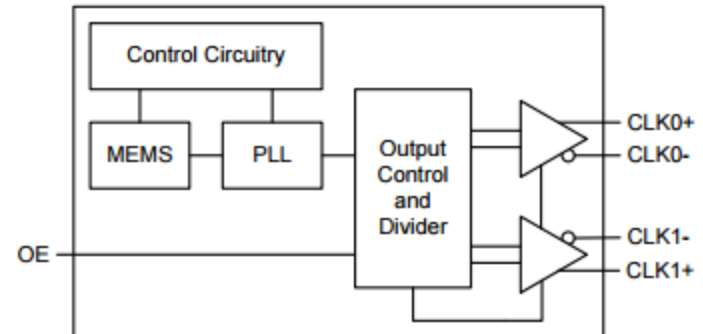 Control Circuitry
MEMS
PLL
Output
Control
and
Divider
CLK0+
CLK0-
CLK1-
CLK1+
OE